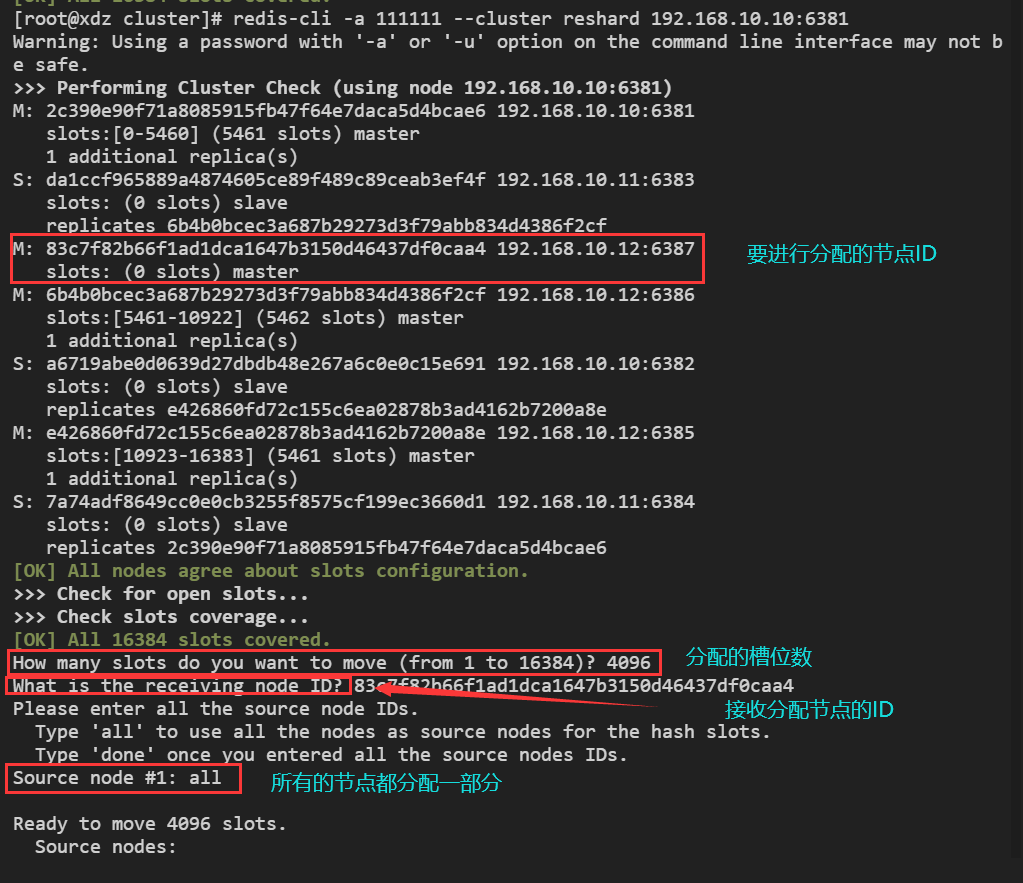 [OK] All 16384 slots covered.
[root@xdz cluster]# redis-cli -a 111111 --cluster reshard 192.168.10.10:6381
Warning: Using a password with '-a' or '-u' option on the command line interface may not b
e safe.
>>> Performing Cluster Check (using node 192.168.10.10:6381)
M: 2c390e90f71a8085915fb47f64e7daca5d4bcae6 192.168.10.10:6381
slots:[0-5460] (5461 slots) master
1 additional replica(s)
S: da1ccf965889a4874605ce89f489c89ceab3ef4f 192.168.10.11:6383
slots: (0 slots) slave
replicates 6b4b0bcec3a687b29273d3f79abb834d4386f2cf
M: 83c7f82b66f1ad1dca1647b3150d46437df0caa4 192.168.10.12:6387
要进行分配的节点ID
slots: (0 slots) master
M: 6b4b0bcec3a687b29273d3f79abb834d4386f2cf 192.168.10.12:6386
slots:[5461-10922] (5462 slots) master
1 additional replica(s)
S: a6719abe0d0639d27dbdb48e267a6c0e0c15e691 192.168.10.10:6382
slots: (0 slots) slave
replicates e426860fd72c155c6ea02878b3ad4162b7200a8e
M: e426860fd72c155c6ea02878b3ad4162b7200a8e 192.168.10.12:6385
slots:[10923-16383] (5461 slots) master
1 additional replica(s)
S: 7a74adf8649cc0e0cb3255f8575cf199ec3660d1 192.168.10.11:6384
slots: (0 slots) slave
replicates 2c390e90f71a8085915fb47f64e7daca5d4bcae6
[OK] All nodes agree about slots configuration.
>>> Check for open slots...
>>> Check slots coverage...
[OK] All 16384 slots covered.
How many slots do you want to move (from 1 to 16384)? 4096
分配的槽位数
What is the receiving node ID? 83c7f82b66f1ad1dca1647b3150d46437df0caa4
Please enter all the source node IDs.
接收分配节点的ID
Type 'all' to use all the nodes as source nodes for the hash slots.
Type 'done' once you entered all the source nodes IDs.
Source node #1: all
所有的节点都分配一部分
Ready to move 4096 slots.
Source nodes: